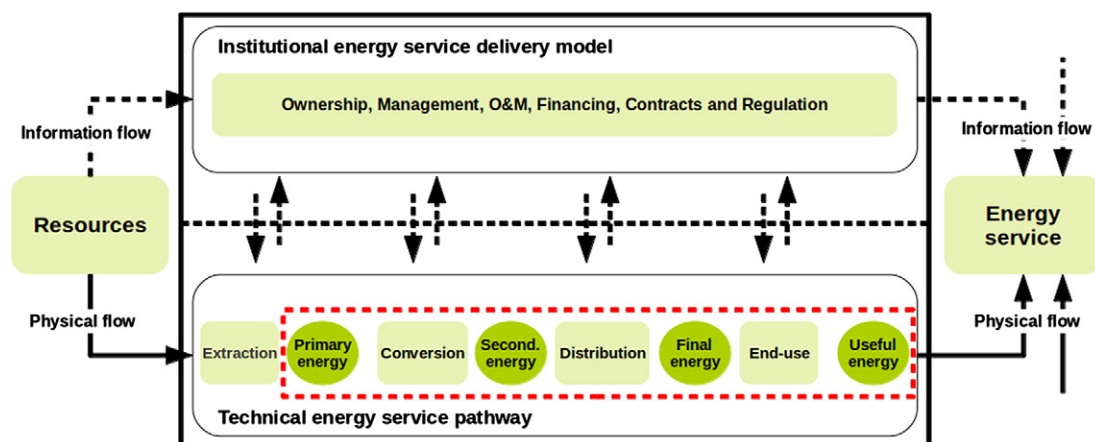 Institutional energy service delivery model
Ownership, Management, O&M, Financing, Contracts and Regulation
Information flow
Information flow
Resources
Energy
service
Physical flow
Physical flow
Extraction
Primary
energy
Conversion
Second.
energy
Distribution
Final
energy
End-use
Useful
energy
Technical energy service pathway